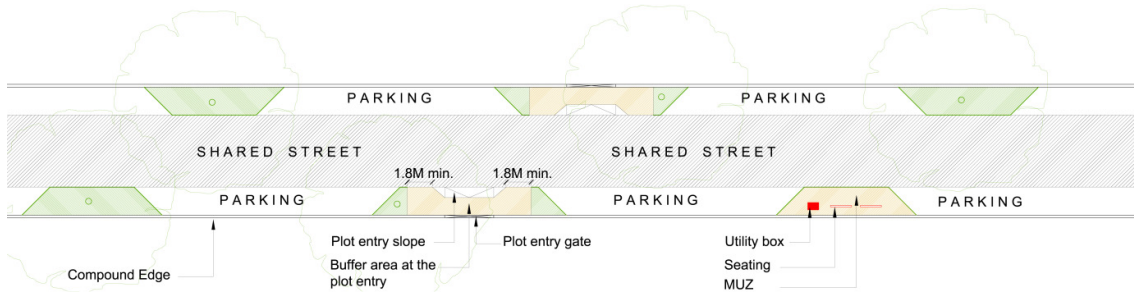 PARKING
PARKING
SHARED STREET
SHARED STREET
1.8M min.
1.8M min.
PARKING
PARKING
PARKING
Plot entry slope
Plot entry gate
Utility box
Buffer area at the
plot entry
Seating
Compound Edge
MUZ